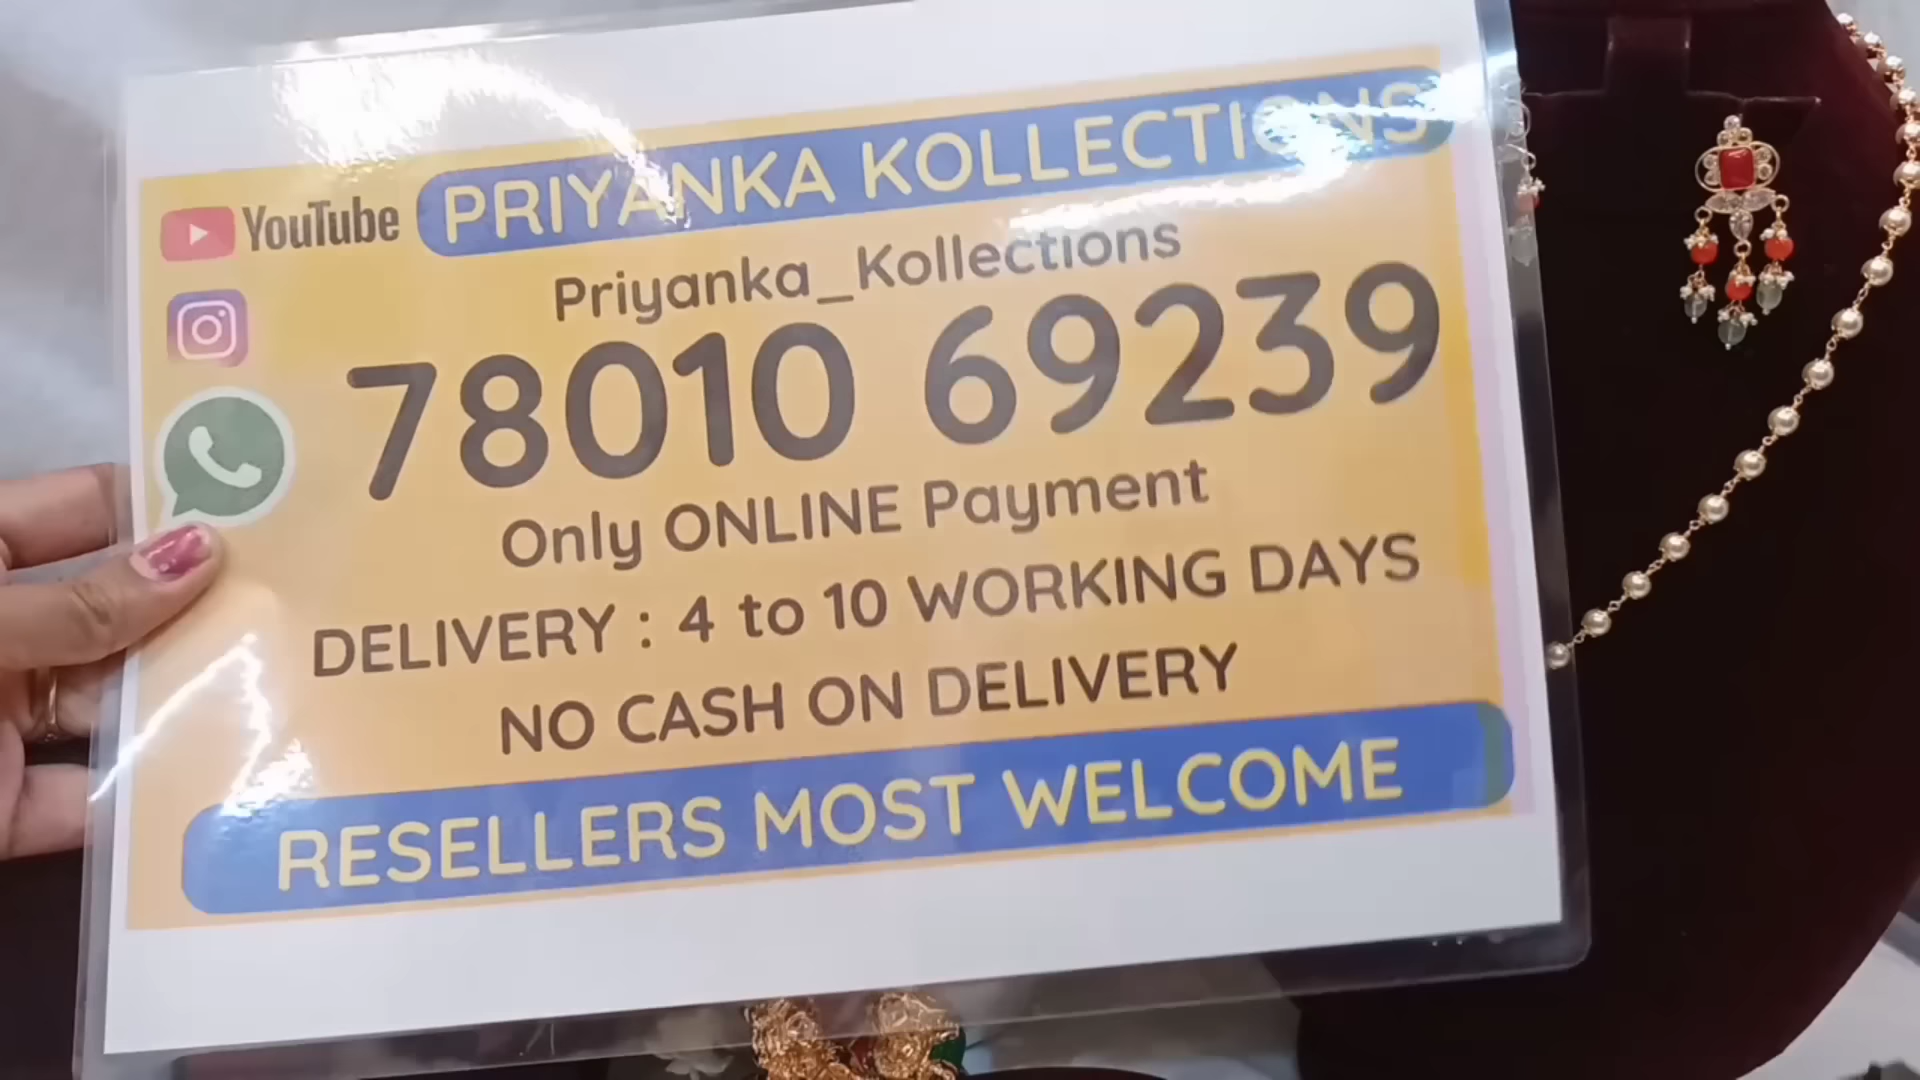 YouTube PRIYANKA KOLLECTIONS
Priyanka_Kollections
78010 69239
Only ONLINE Payment
DELIVERY : 4 to 10 WORKING DAYS
NO CASH ON DELIVERY
RESELLERS MOST WELCOME